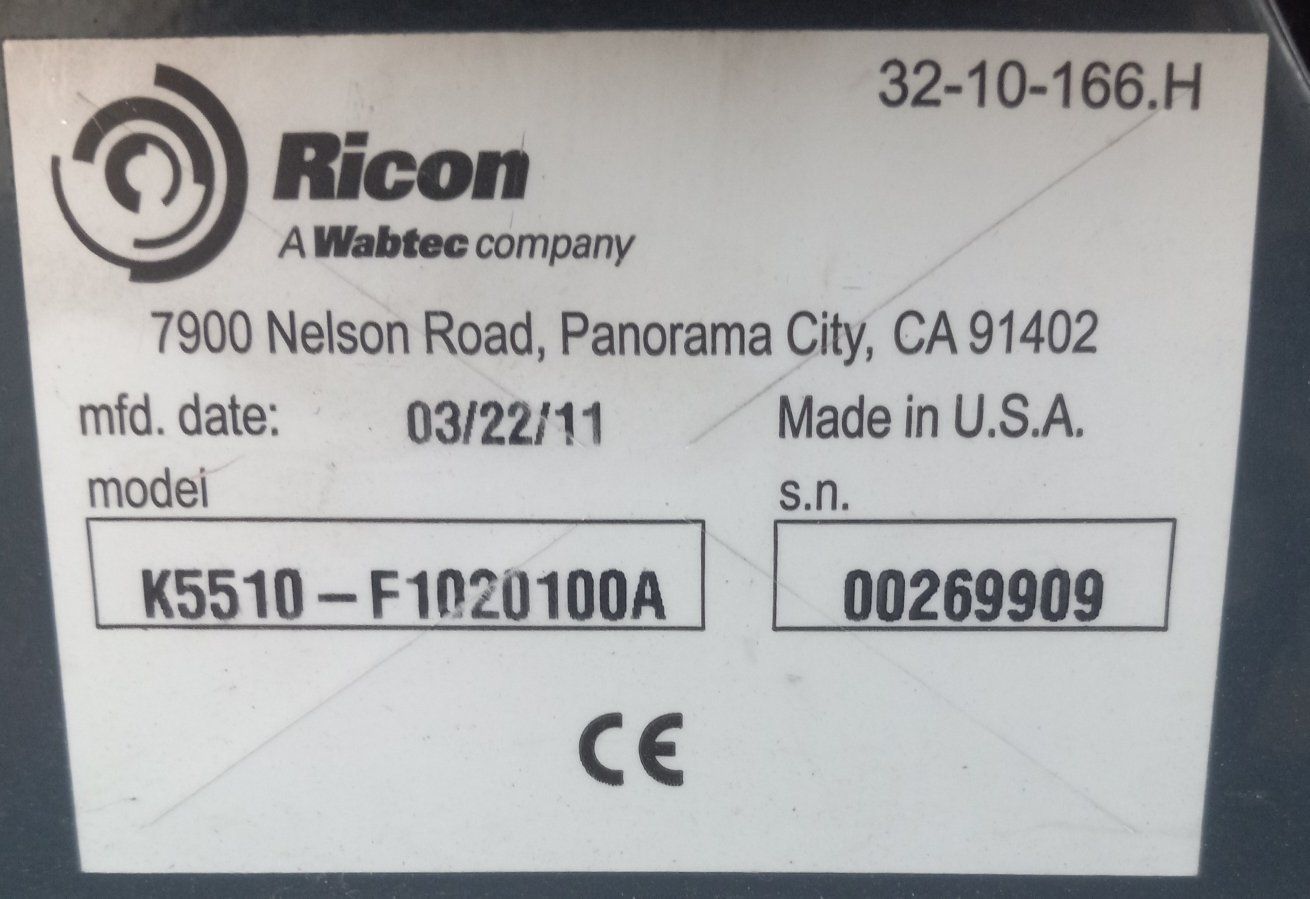 32-10-166.H
Ricon
A Wabtec company
7900 Nelson Road, Panorama City, CA 91402
mfd. date: 03/22/11 Made in U.S.A.
model s.n.
K5510-F1020100A 00269909
CE